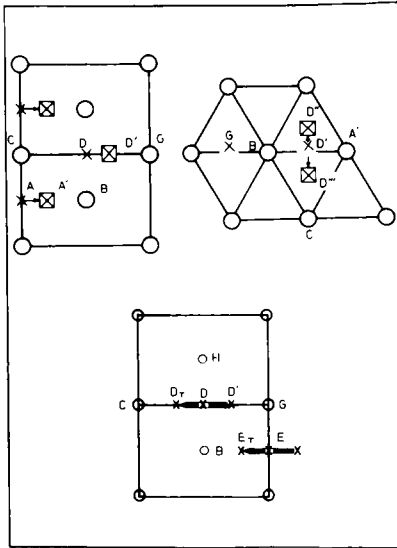 C D D' G
A A' B
D''
G B D' A'
D'''
C
H
C D_T D D' G
B E_T E